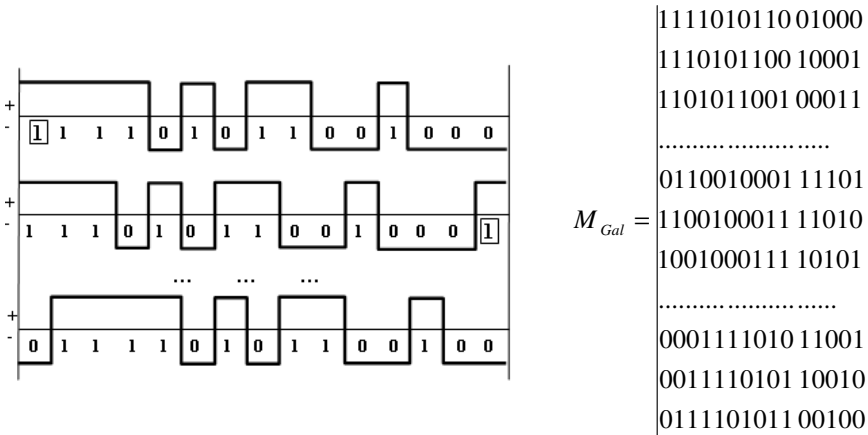 +
-
1 1 1 1 0 1 0 1 1 0 0 1 0 0 0
+
-
1 1 1 0 1 0 1 1 0 0 1 0 0 0 1
... ... ...
+
-
0 1 1 1 1 0 1 0 1 1 0 0 1 0 0
M Gal =
1111010110 01000
1110101100 10001
1101011001 00011
.......... .......... .....
0110010001 11101
1100100011 11010
1001000111 10101
.......... .......... ......
0001111010 11001
0011110101 10010
0111101011 00100